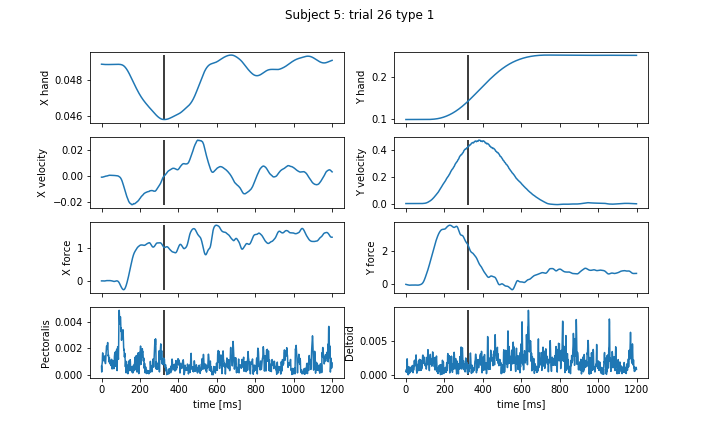 Subject 5: trial 26 type 1
X hand
0.048
0.046
Y hand
0.2
0.1
X velocity
0.02
0.00
−0.02
Y velocity
0.4
0.2
0.0
X force
1
0
Y force
2
0
Pectoralis
0.004
0.002
0.000
0 200 400 600 800 1000 1200
time [ms]
Deltoid
0.005
0.000
0 200 400 600 800 1000 1200
time [ms]